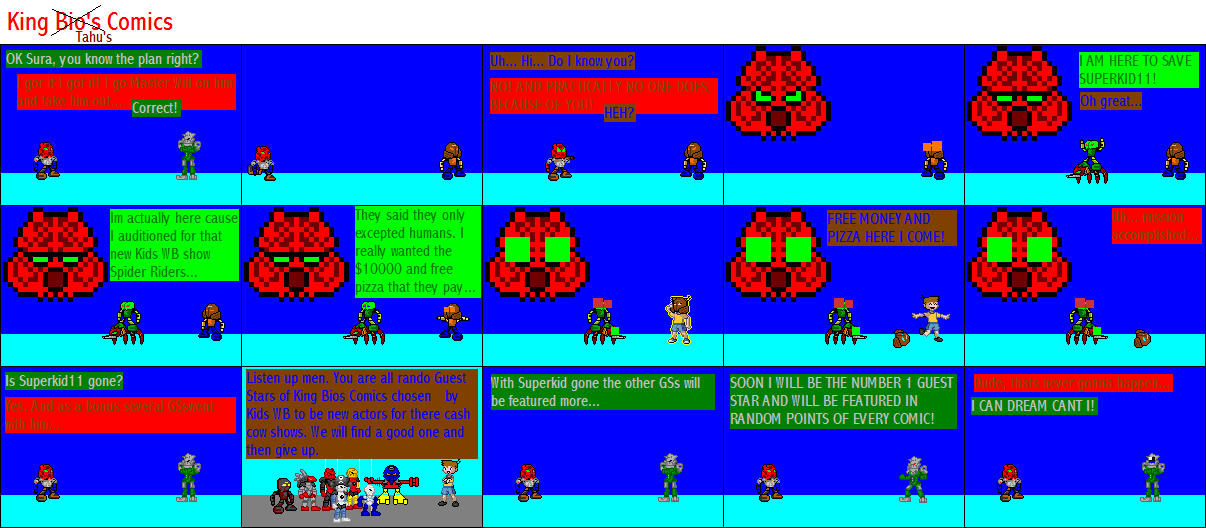 King Bio's Comics
Tahu's
OK Sura, you know the plan right?
I got it I got it! I go Master Will on him
and fake him out...
Correct!
Uh... Hi... Do I know you?
NO! AND PRACTICALLY NO ONE DOES
BECAUSE OF YOU!
HEH?
I AM HERE TO SAVE
SUPERKID11!
Oh great...
Im actually here cause
I auditioned for that
new Kids WB show
Spider Riders...
They said they only
excepted humans. I
really wanted the
$10000 and free
pizza that they pay...
FREE MONEY AND
PIZZA HERE I COME!
Uh... mission
accomplished...
Is Superkid11 gone?
Yes. And as a bonus several GSs went
with him...
Listen up men. You are all rando Guest
Stars of King Bios Comics chosen by
Kids WB to be new actors for there cash
cow shows. We will find a good one and
then give up.
With Superkid gone the other GSs will
be featured more...
SOON I WILL BE THE NUMBER 1 GUEST
STAR AND WILL BE FEATURED IN
RANDOM POINTS OF EVERY COMIC!
Dude, thats never gonna happen...
I CAN DREAM CANT I!